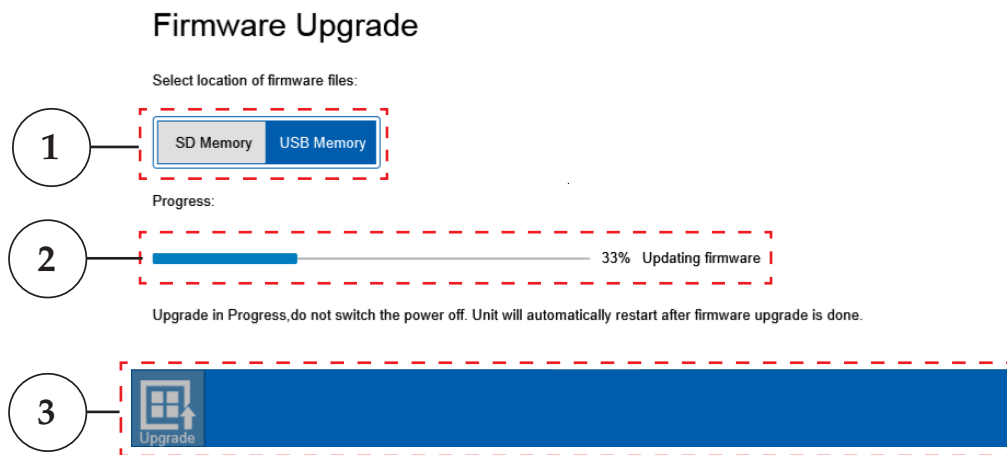 Firmware Upgrade
Select location of firmware files:
1
SD Memory USB Memory
Progress:
2
33% Updating firmware
Upgrade in Progress,do not switch the power off. Unit will automatically restart after firmware upgrade is done.
3
Upgrade